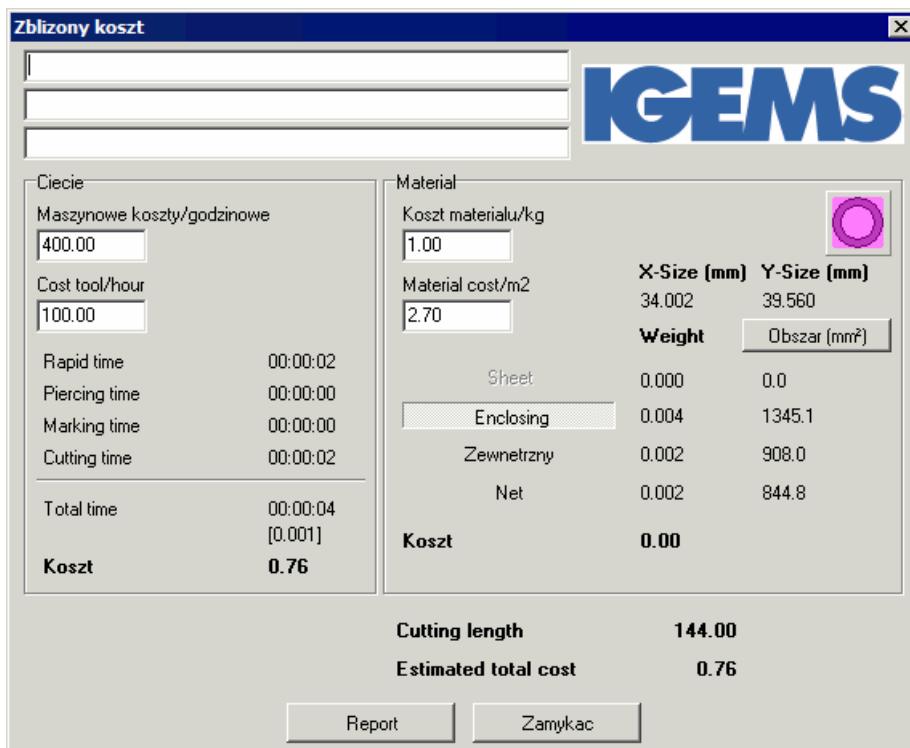 Zblizony koszt
IGEMS
Ciecie
Maszynowe koszty/godzinowe
400.00
Cost tool/hour
100.00
Rapid time 00:00:02
Piercing time 00:00:00
Marking time 00:00:00
Cutting time 00:00:02
Total time 00:00:04
[0.001]
Koszt 0.76
Material
Koszt materialu/kg
1.00
Material cost/m2
2.70
X-Size (mm) Y-Size (mm)
34.002 39.560
Weight Obszar (mm²)
Sheet 0.000 0.0
Enclosing 0.004 1345.1
Zewnetrzny 0.002 908.0
Net 0.002 844.8
Koszt 0.00
Cutting length 144.00
Estimated total cost 0.76
Report Zamykac